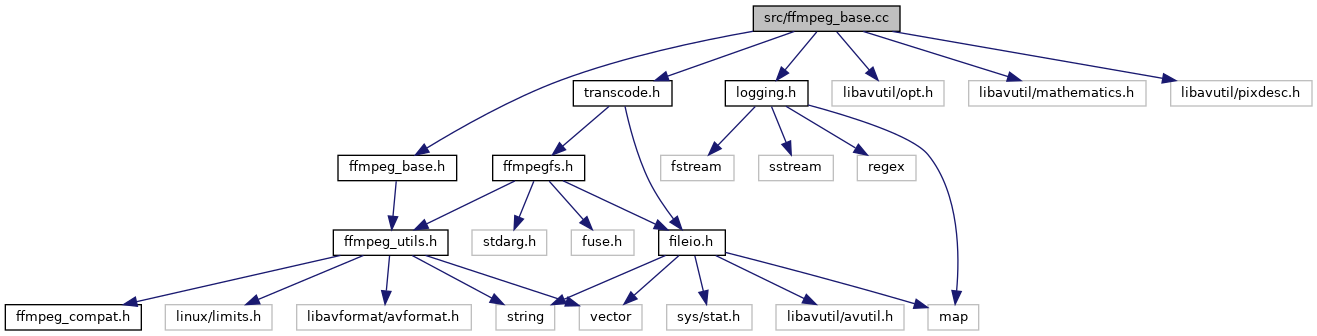 src/ffmpeg_base.cc
transcode.h
logging.h
libavutil/opt.h
libavutil/mathematics.h
libavutil/pixdesc.h
ffmpeg_base.h
ffmpegfs.h
fstream
sstream
regex
ffmpeg_utils.h
stdarg.h
fuse.h
fileio.h
ffmpeg_compat.h
linux/limits.h
libavformat/avformat.h
string
vector
sys/stat.h
libavutil/avutil.h
map